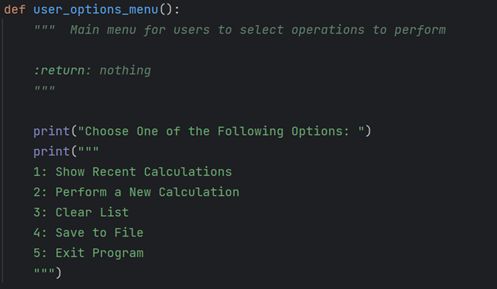 def user_options_menu():
    """  Main menu for users to select operations to perform

    :return: nothing
    """

    print("Choose One of the Following Options: ")
    print("""
    1: Show Recent Calculations
    2: Perform a New Calculation
    3: Clear List
    4: Save to File
    5: Exit Program
    """)